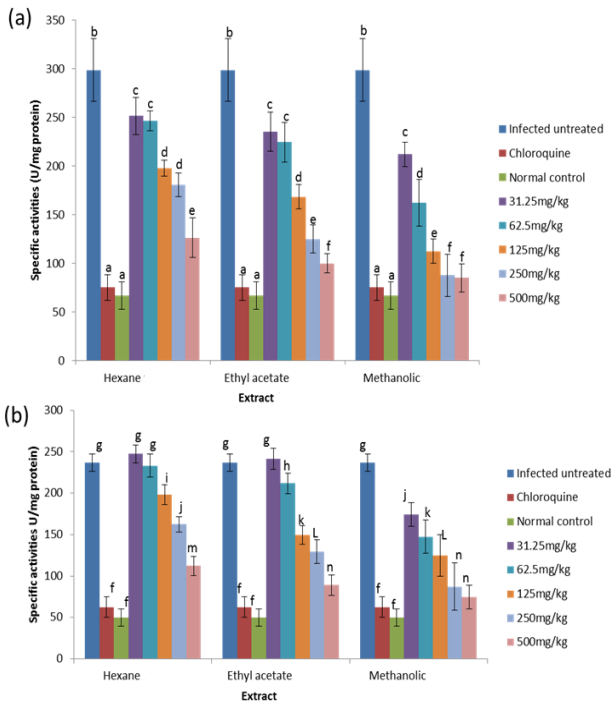 (a)
Specific activities (U/mg protein)
350
300
250
200
150
100
50
0
b a a c c d d e
b a a c c d e f
b a a c d e f f
Hexane Ethyl acetate Methanolic
Extract
Infected untreated
Chloroquine
Normal control
31.25mg/kg
62.5mg/kg
125mg/kg
250mg/kg
500mg/kg
(b)
Specific activities U/mg protein)
300
250
200
150
100
50
0
g f f g g i j m
g f f g h k L n
g f f j k L n n
Hexane Ethyl acetate Methanolic
Extract
Infected untreated
Chloroquine
Normal control
31.25mg/kg
62.5mg/kg
125mg/kg
250mg/kg
500mg/kg